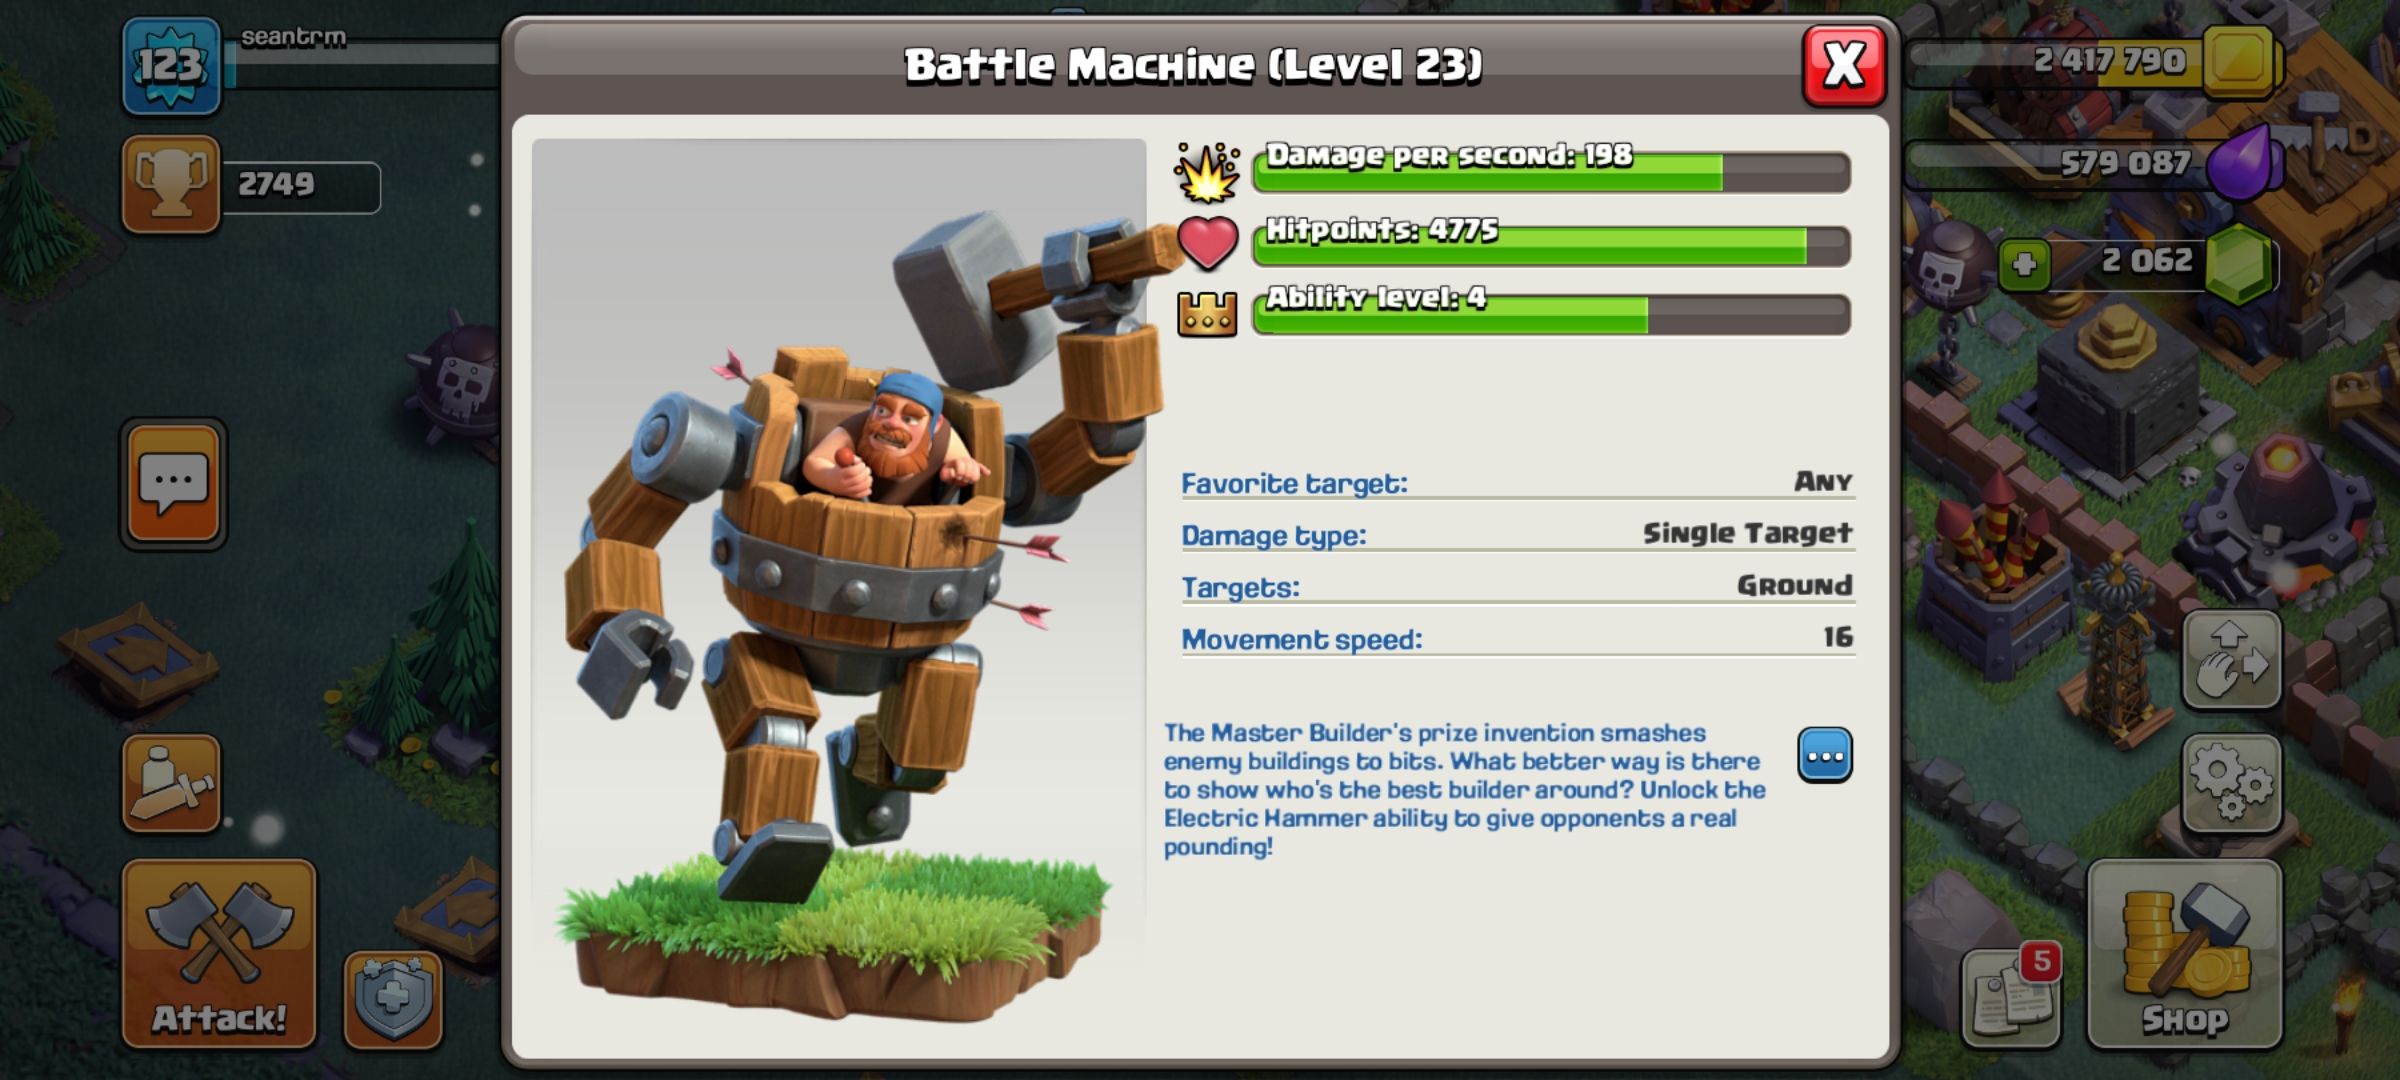 123
seantrm
2749
Battle Machine (Level 23)
X
2 417 790
579 087
2 062
Damage per second: 198
Hitpoints: 4775
Ability level: 4
Favorite target: Any
Damage type: Single Target
Targets: Ground
Movement speed: 16
The Master Builder's prize invention smashes
enemy buildings to bits. What better way is there
to show who's the best builder around? Unlock the
Electric Hammer ability to give opponents a real
pounding!
Attack!
5
Shop